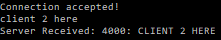 Connection accepted!
client 2 here
Server Received: 4000: CLIENT 2 HERE